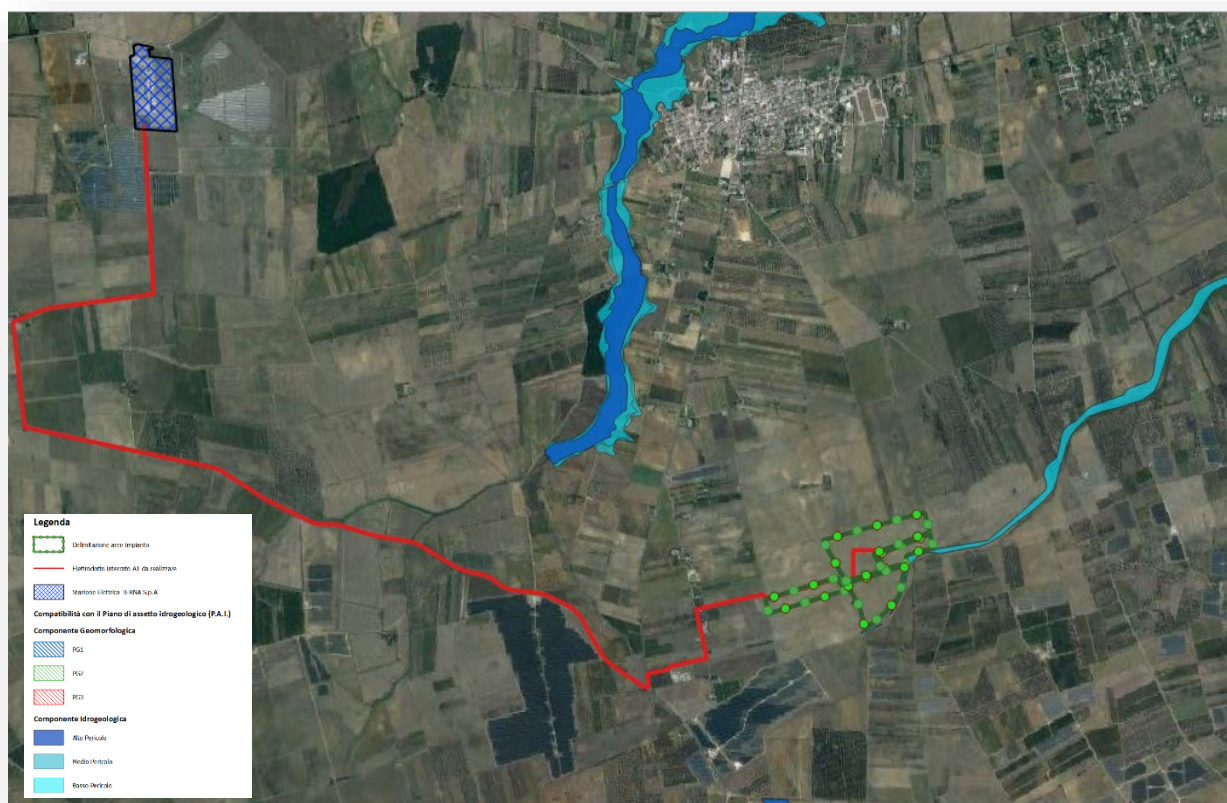 Legenda
Delimitazione aree Impianto
Elettrodotto Interrato AT da realizzare
Stazione Elettrica TERNA S.p.A
Compatibilità con il Piano di assetto idrogeologico (P.A.I.)
Componente Geomorfologica
PG1
PG2
PG3
Componente Idrogeologica
Alto Pericolo
Medio Pericolo
Basso Pericolo